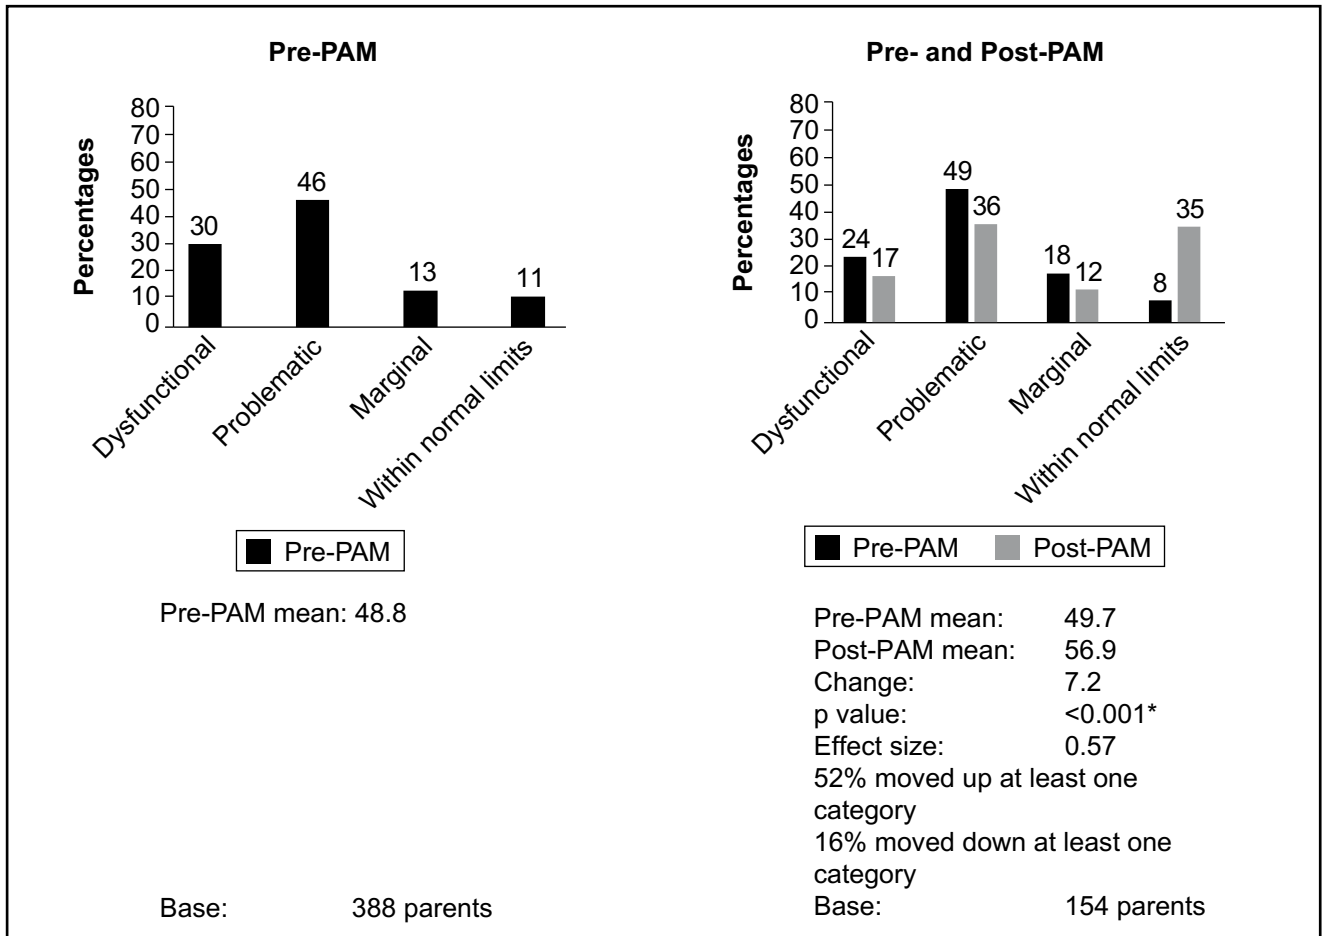 Pre-PAM
80
70
60
50
40
30
20
10
0
Percentages
30
46
13
11
Dysfunctional
Problematic
Marginal
Within normal limits
Pre-PAM
Pre-PAM mean: 48.8
Base: 388 parents
Pre- and Post-PAM
80
70
60
50
40
30
20
10
0
Percentages
24
17
49
36
18
12
8
35
Dysfunctional
Problematic
Marginal
Within normal limits
Pre-PAM Post-PAM
Pre-PAM mean: 49.7
Post-PAM mean: 56.9
Change: 7.2
p value: <0.001*
Effect size: 0.57
52% moved up at least one
category
16% moved down at least one
category
Base: 154 parents